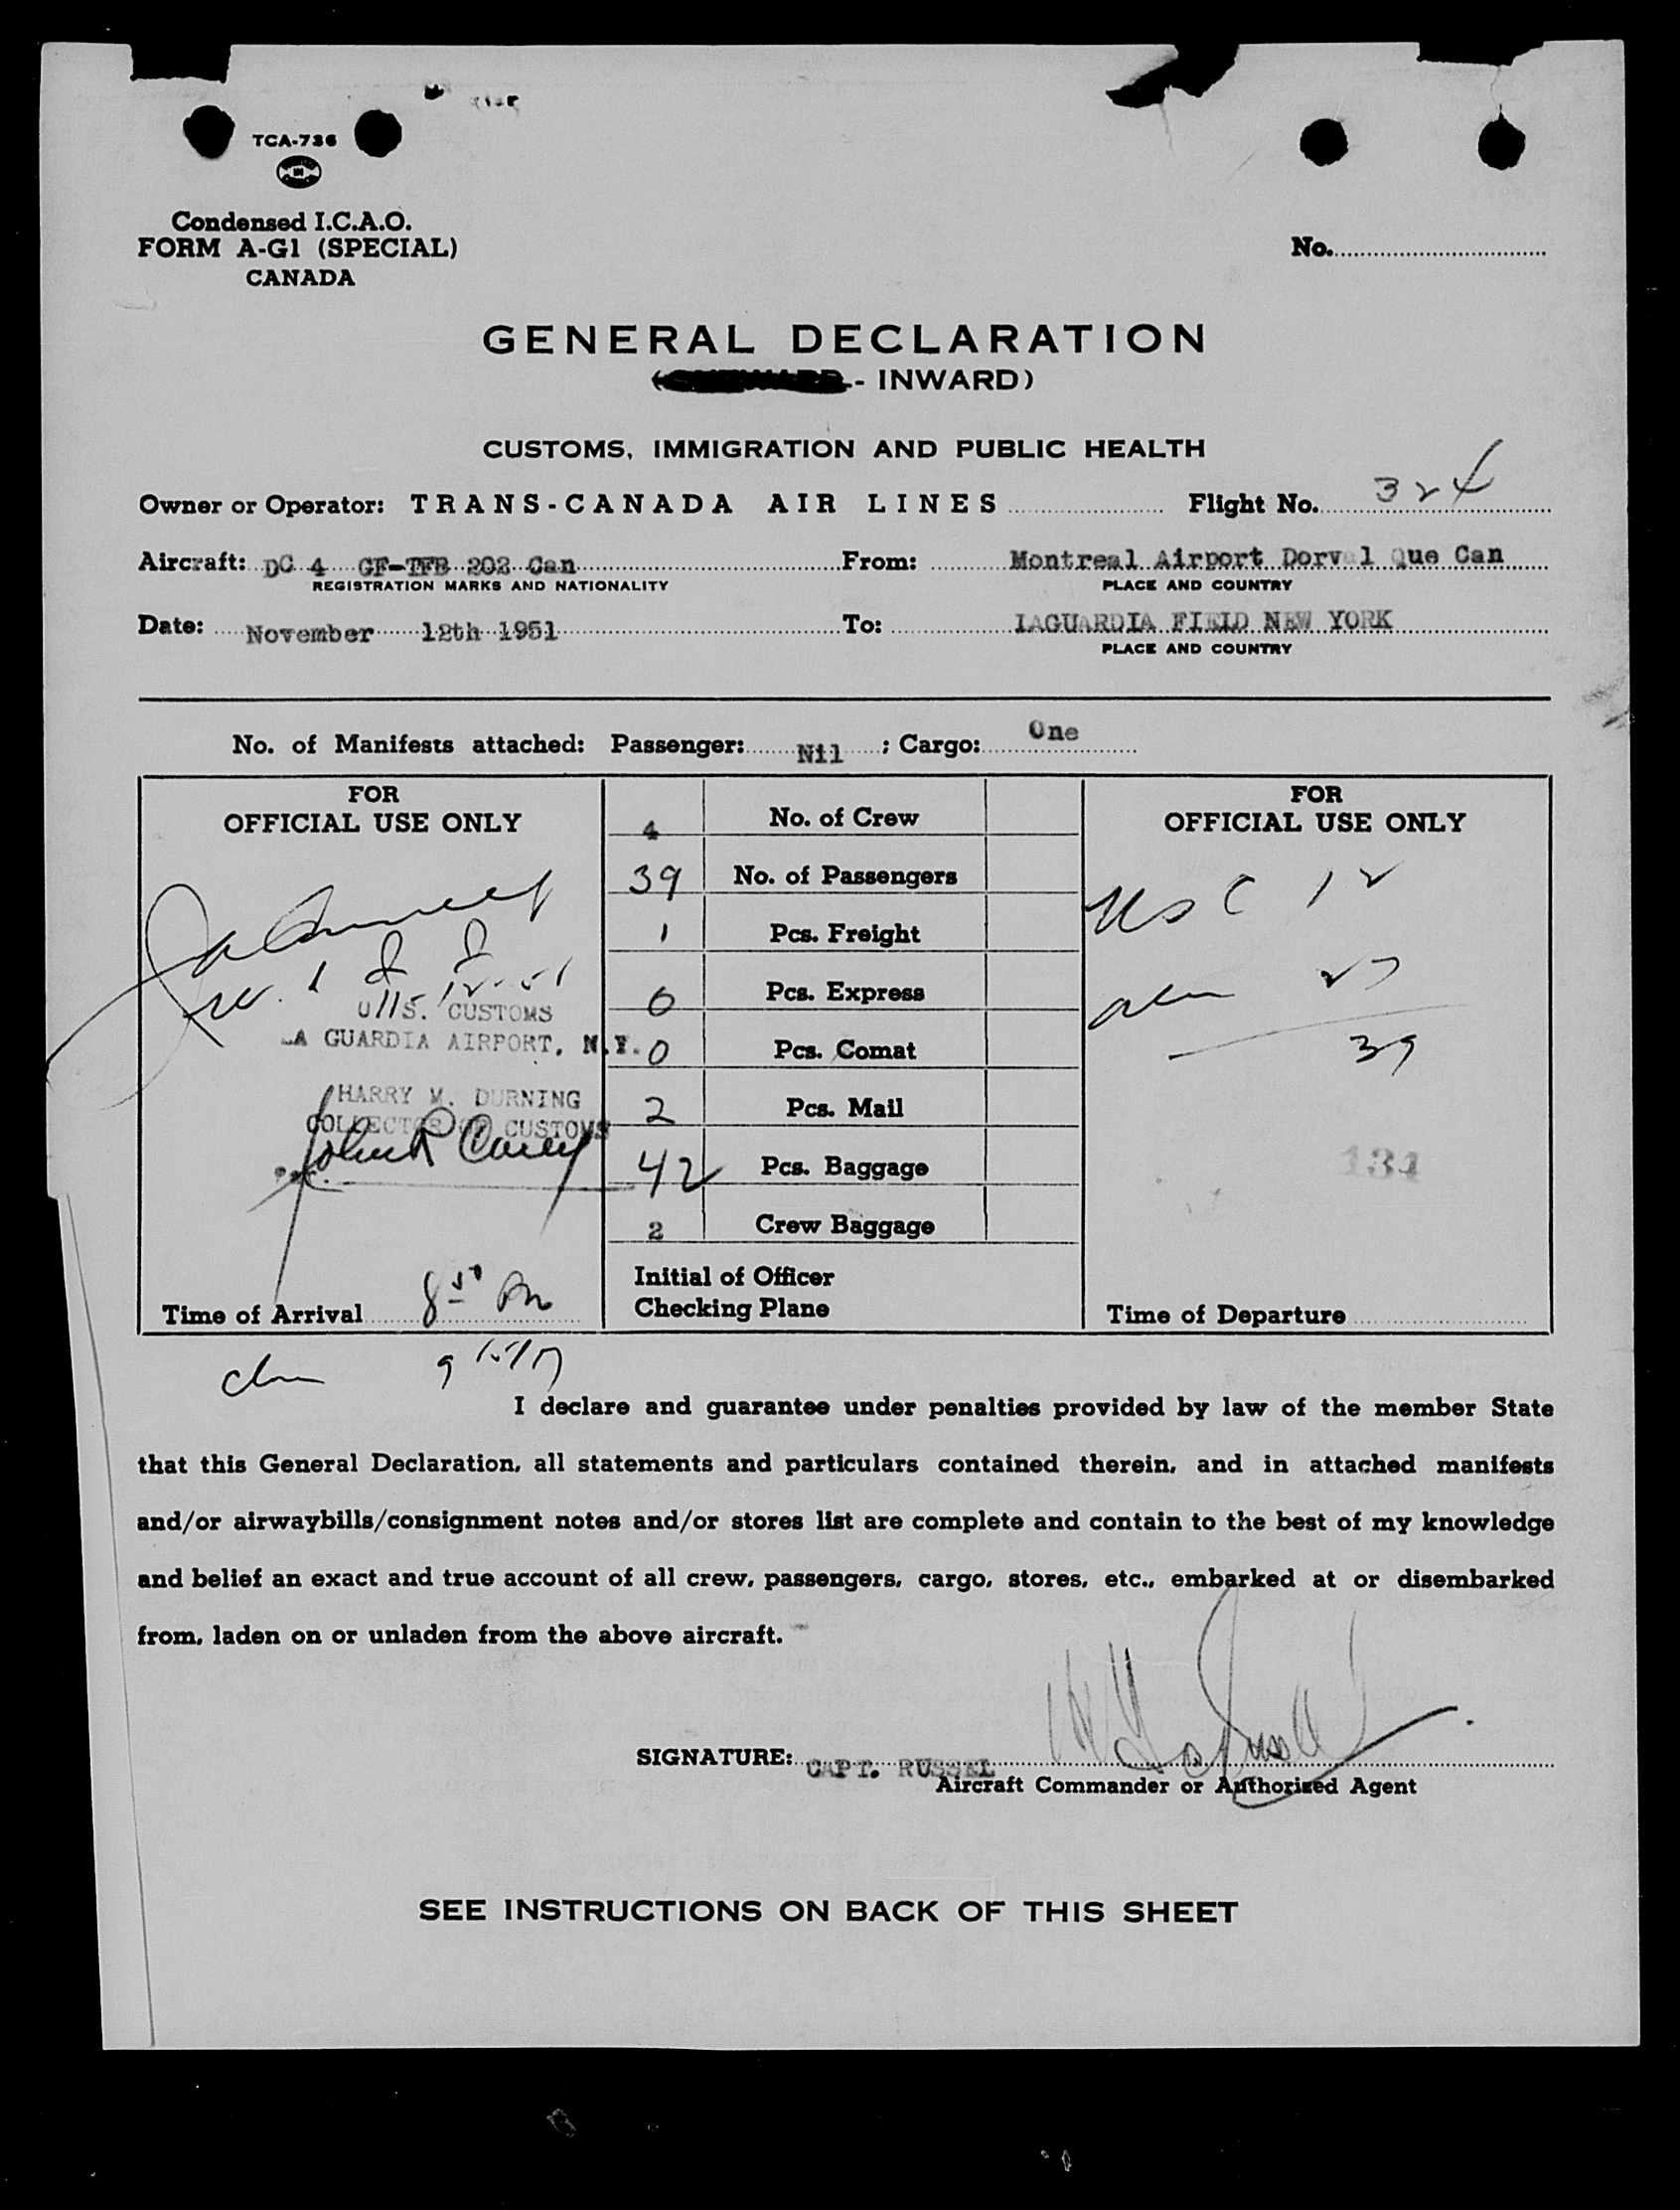 TCA-736
Condensed I.C.A.O.
FORM A-G1 (SPECIAL)
CANADA
No.
GENERAL DECLARATION
- INWARD)
CUSTOMS, IMMIGRATION AND PUBLIC HEALTH
Owner or Operator: TRANS-CANADA AIR LINES Flight No. 324
Aircraft: DC 4 CF-TFB 202 Can From: Montreal Airport Dorval Que Can
REGISTRATION MARKS AND NATIONALITY PLACE AND COUNTRY
Date: November 12th 1951 To: LAGUARDIA FIELD NEW YORK
PLACE AND COUNTRY
No. of Manifests attached: Passenger: Nil ; Cargo: One
FOR
OFFICIAL USE ONLY
U.S. CUSTOMS
LA GUARDIA AIRPORT, N.Y.
HARRY M. DURNING
COLLECTOR OF CUSTOMS
John R Carey
Time of Arrival 8 50 Pm
4 No. of Crew
39 No. of Passengers
1 Pcs. Freight
0 Pcs. Express
0 Pcs. Comat
2 Pcs. Mail
42 Pcs. Baggage
2 Crew Baggage
Initial of Officer
Checking Plane
FOR
OFFICIAL USE ONLY
USC 12
27
39
134
Time of Departure
I declare and guarantee under penalties provided by law of the member State
that this General Declaration, all statements and particulars contained therein, and in attached manifests
and/or airwaybills/consignment notes and/or stores list are complete and contain to the best of my knowledge
and belief an exact and true account of all crew, passengers, cargo, stores, etc., embarked at or disembarked
from, laden on or unladen from the above aircraft.
SIGNATURE: CAPT. RUSSEL
Aircraft Commander or Authorized Agent
SEE INSTRUCTIONS ON BACK OF THIS SHEET